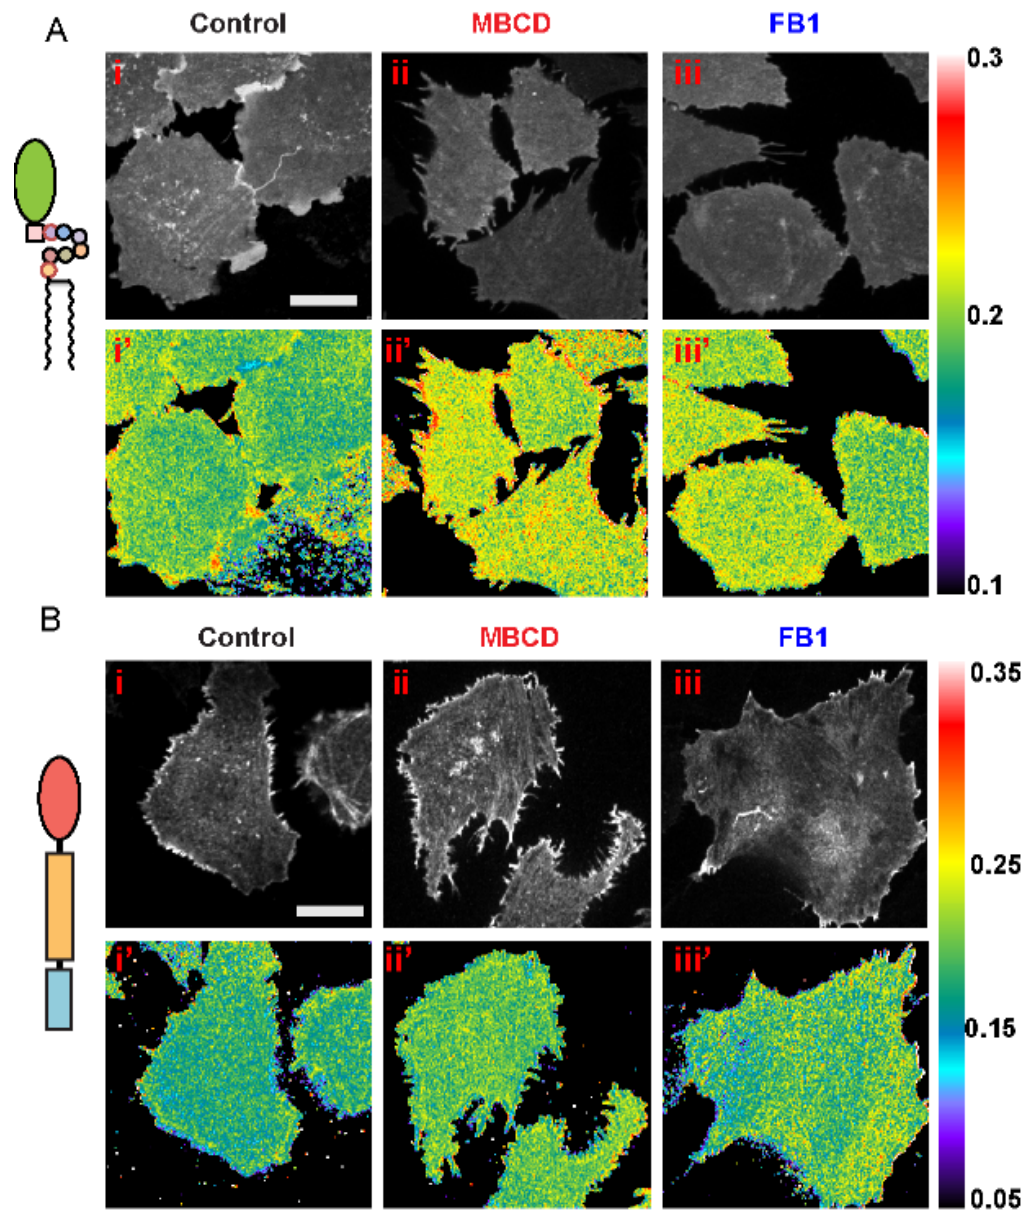 A
Control
MBCD
FB1
i
ii
iii
0.3
0.2
0.1
i'
ii'
iii'
B
Control
MBCD
FB1
i
ii
iii
0.35
0.25
0.15
0.05
i'
ii'
iii'